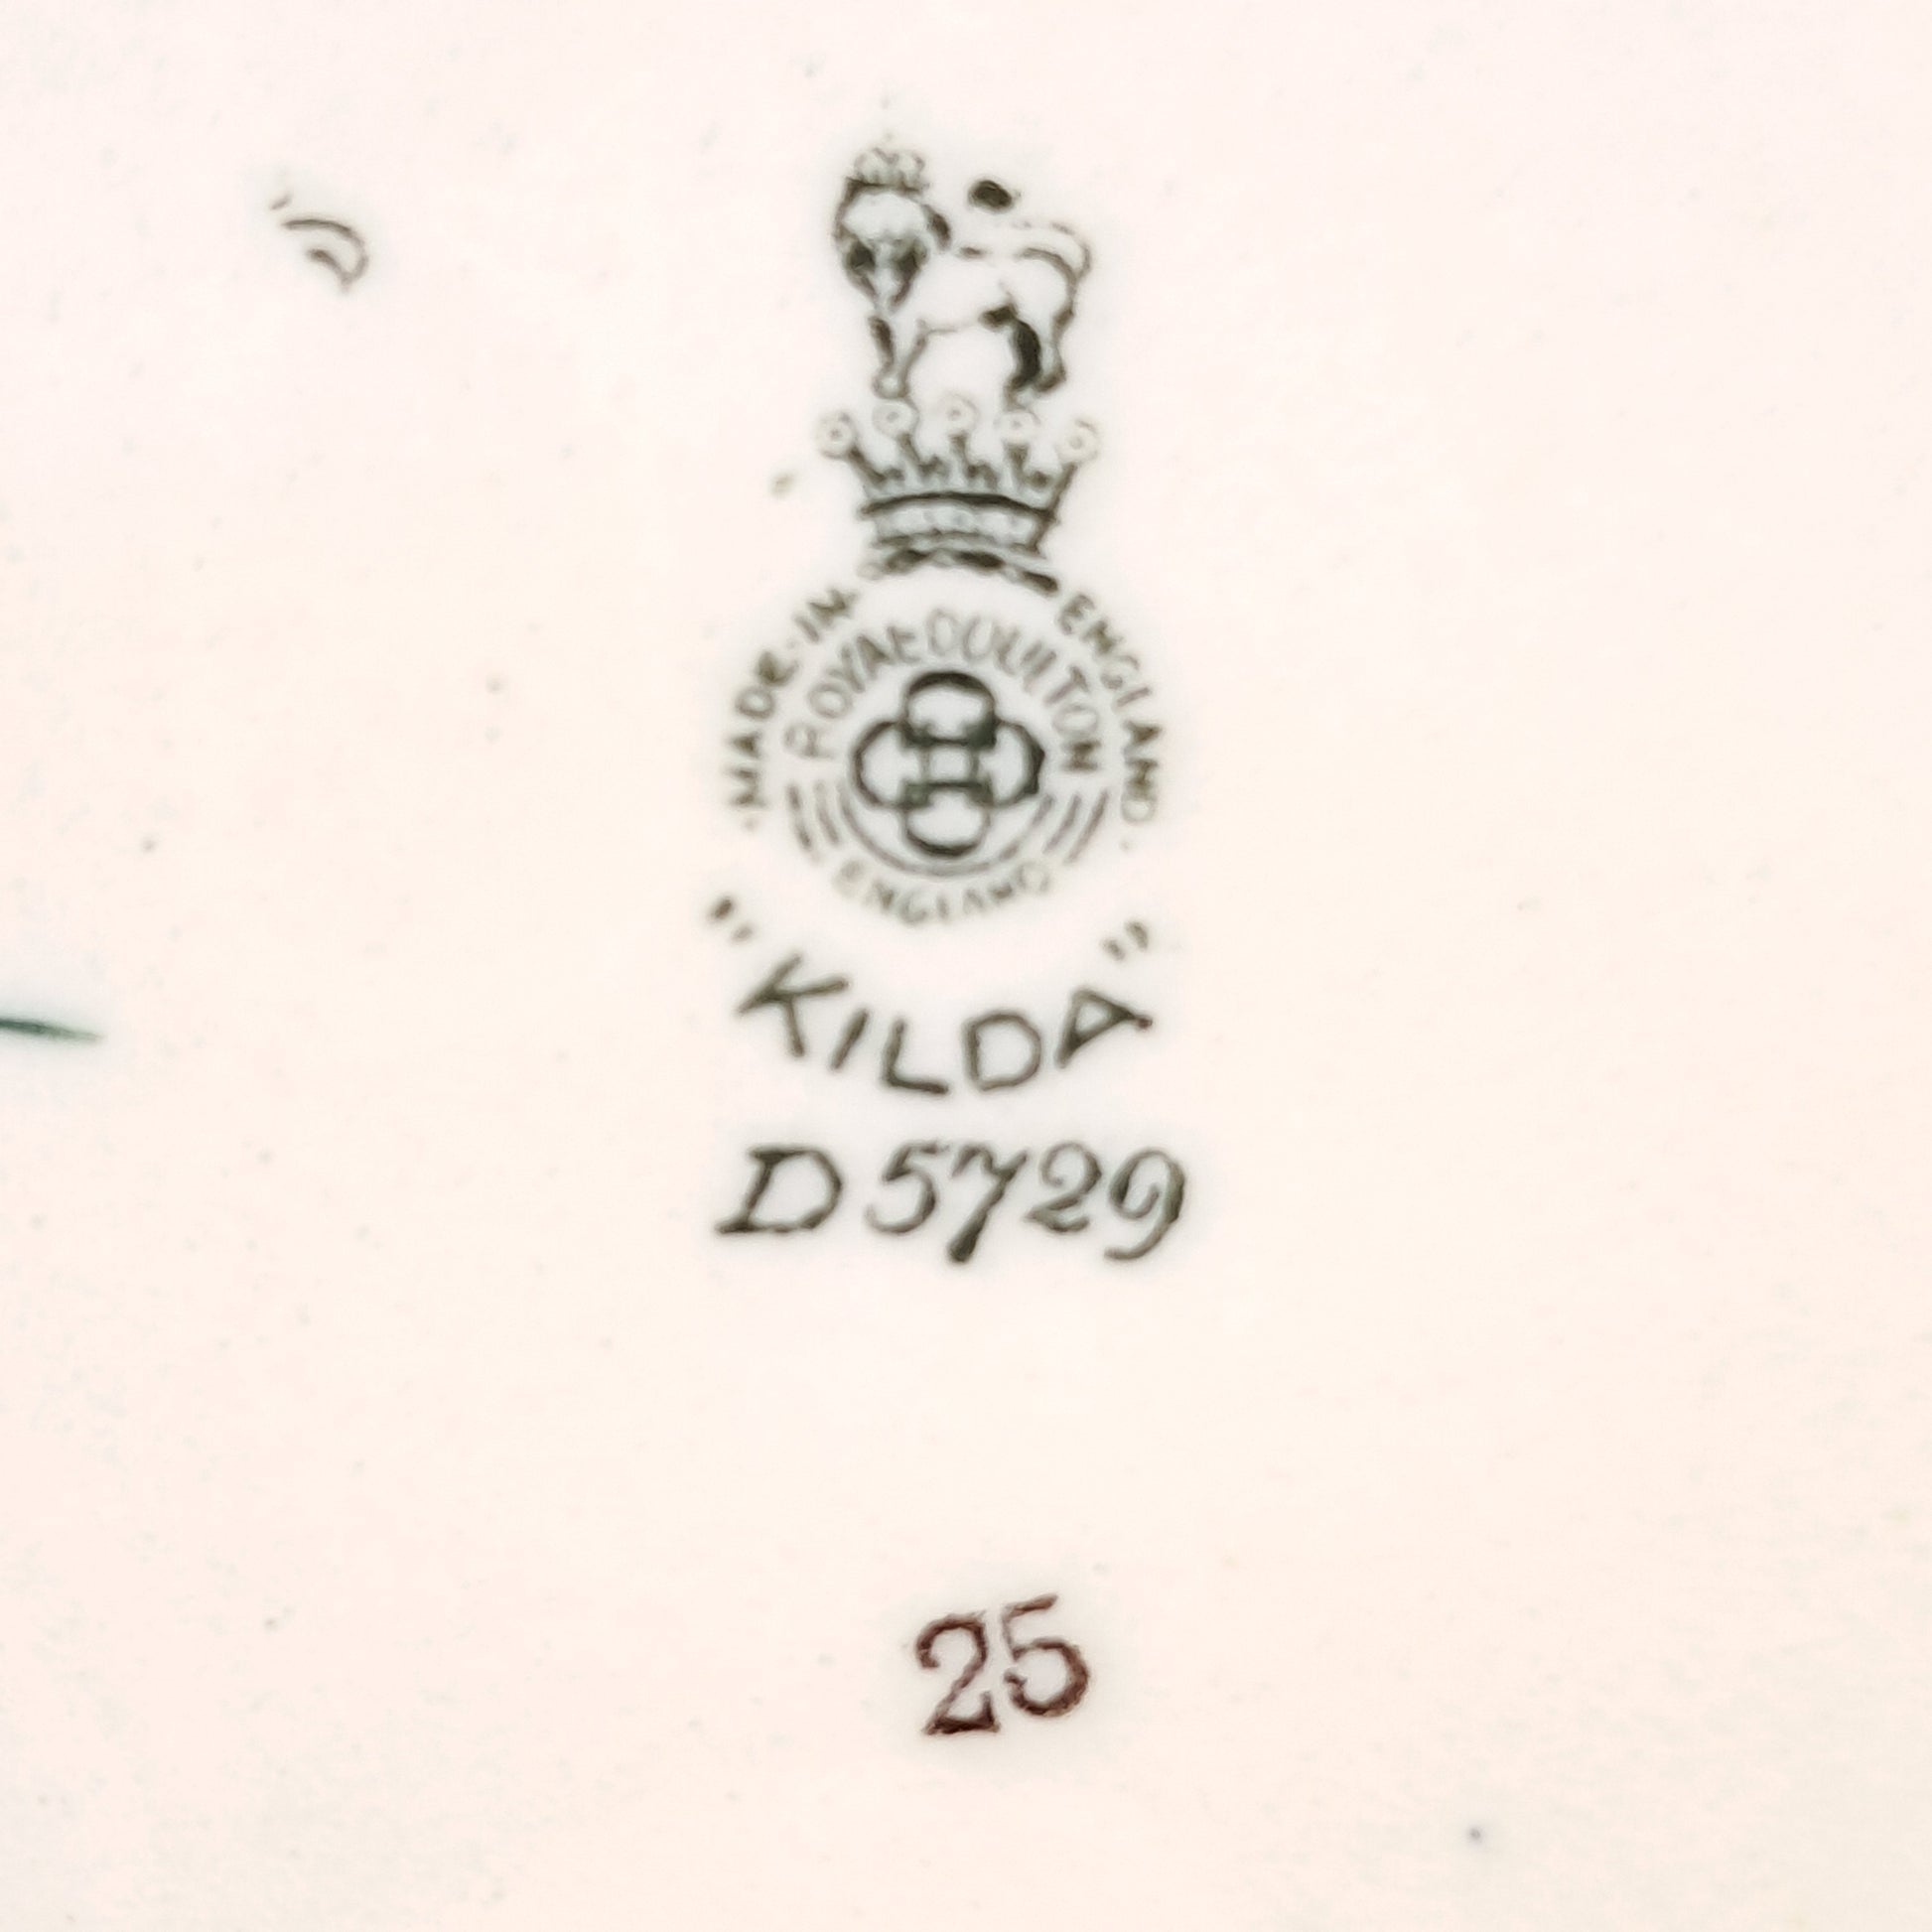 MADE·IN ENGLAND
ROYAL DOULTON
ENGLAND
"KILDA"
D 5729
25